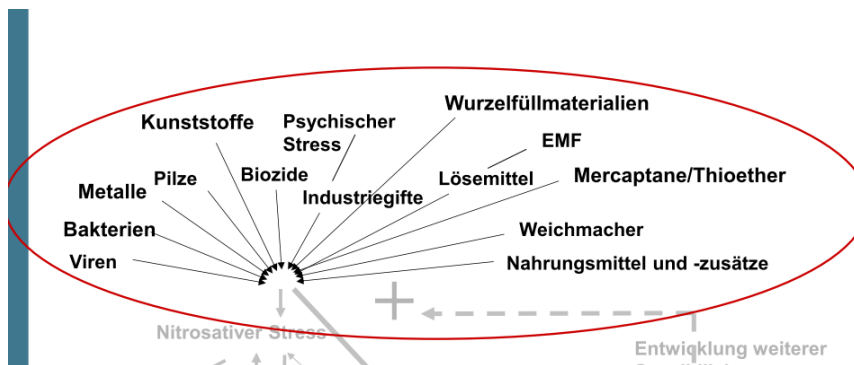 Wurzelfüllmaterialien
Kunststoffe
Psychischer
Stress
EMF
Pilze
Biozide
Lösemittel
Mercaptane/Thioether
Metalle
Industriegifte
Bakterien
Weichmacher
Viren
Nahrungsmittel und -zusätze
+
Nitrosativer Stress
Entwicklung weiterer